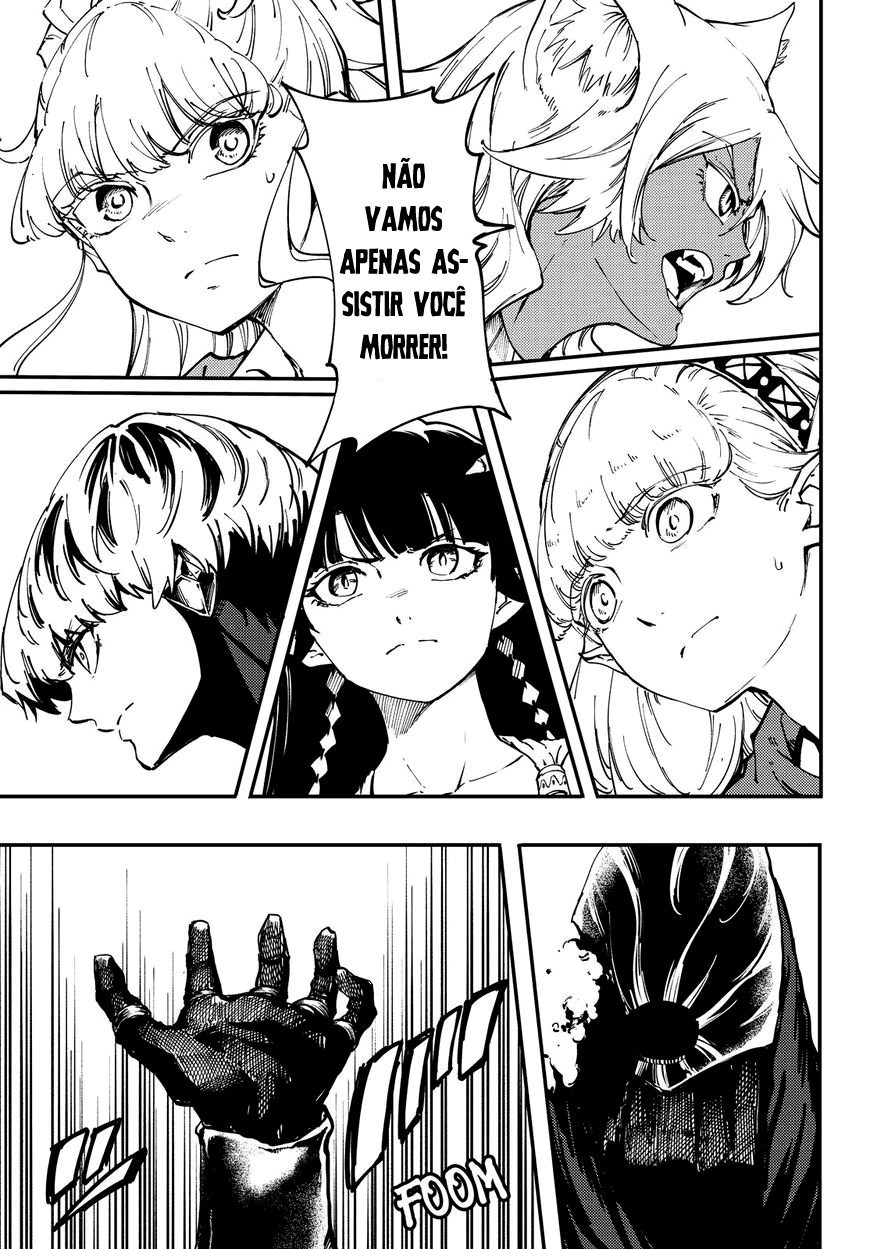 NÃO
VAMOS
APENAS AS-
SISTIR VOCÊ
MORRER!
FOOM